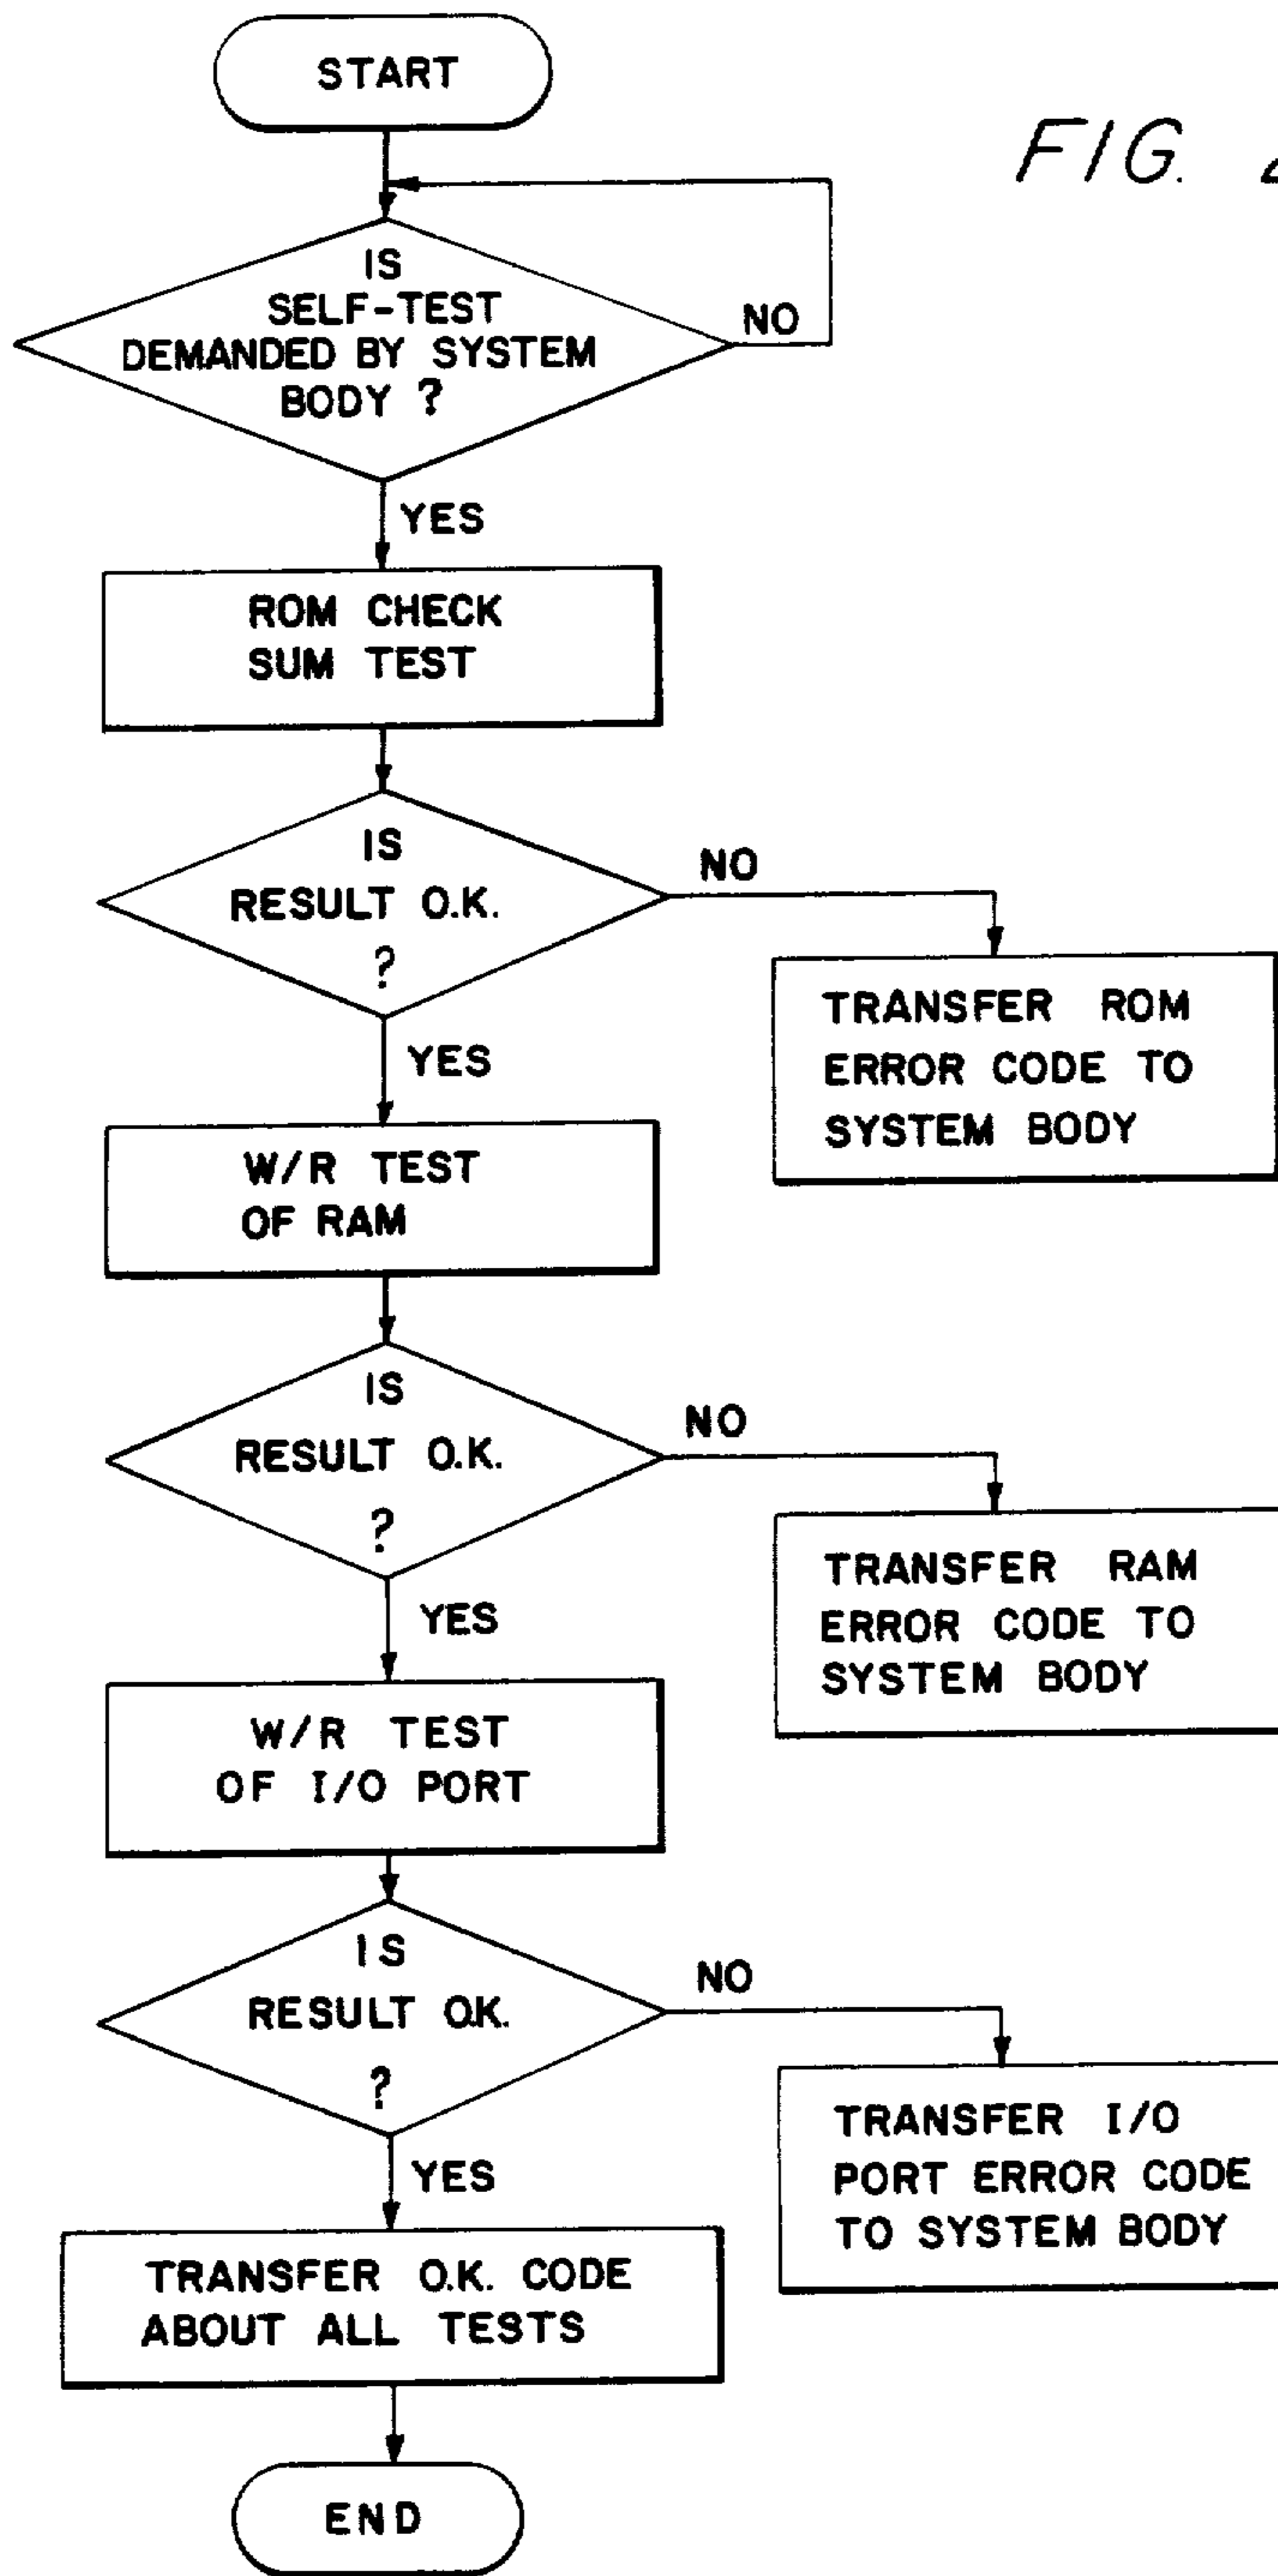 START
FIG.
IS
SELF-TEST
DEMANDED BY SYSTEM
BODY ?
NO
YES
ROM CHECK
SUM TEST
IS
RESULT O.K.
?
NO
TRANSFER ROM
ERROR CODE TO
SYSTEM BODY
YES
W/R TEST
OF RAM
IS
RESULT O.K.
?
NO
TRANSFER RAM
ERROR CODE TO
SYSTEM BODY
YES
W/R TEST
OF I/O PORT
IS
RESULT O.K.
?
NO
TRANSFER I/O
PORT ERROR CODE
TO SYSTEM BODY
YES
TRANSFER O.K. CODE
ABOUT ALL TESTS
END